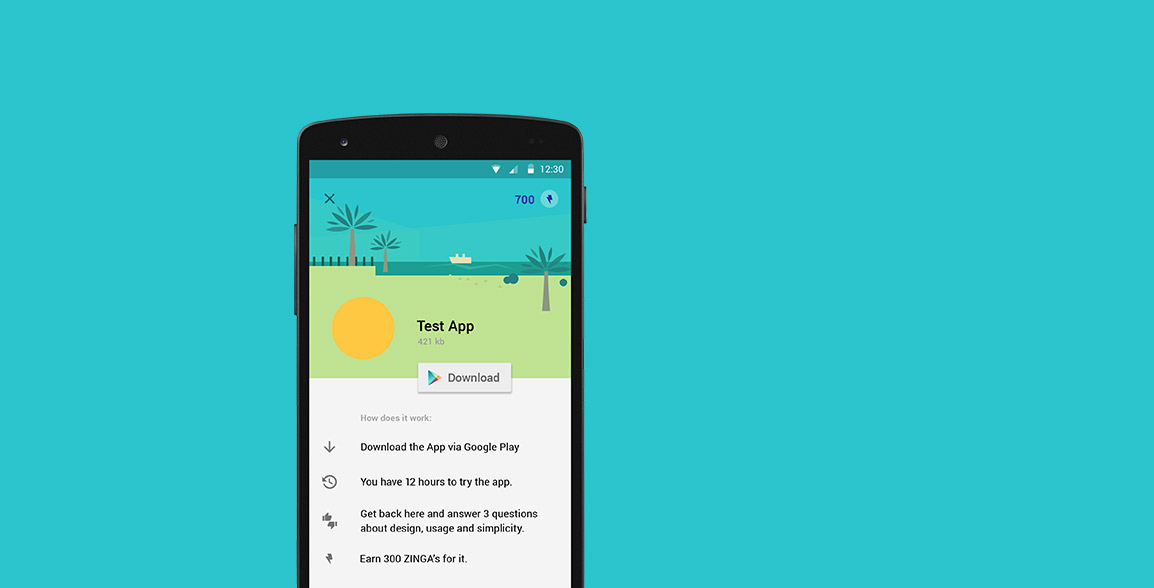 12:30
700
Test App
421 kb
Download
How does it work:
Download the App via Google Play
You have 12 hours to try the app.
Get back here and answer 3 questions
about design, usage and simplicity.
Earn 300 ZINGA's for it.